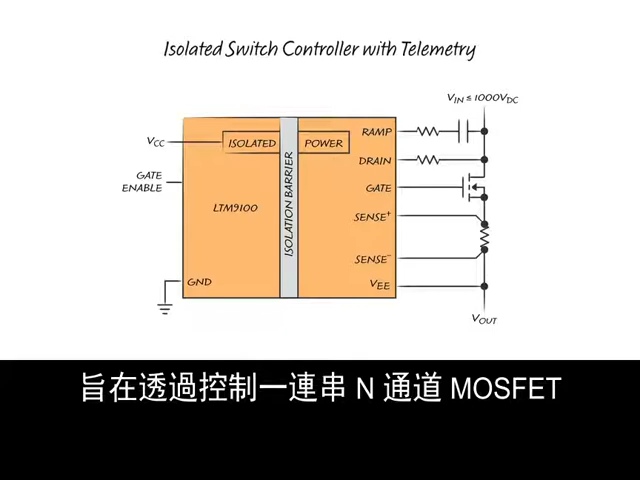 Isolated Switch Controller with Telemetry
VIN ≤ 1000VDC
RAMP
VCC
ISOLATED
POWER
DRAIN
GATE
ENABLE
GATE
LTM9100
ISOLATION BARRIER
SENSE+
SENSE−
GND
VEE
VOUT
旨在透過控制一連串 N 通道 MOSFET